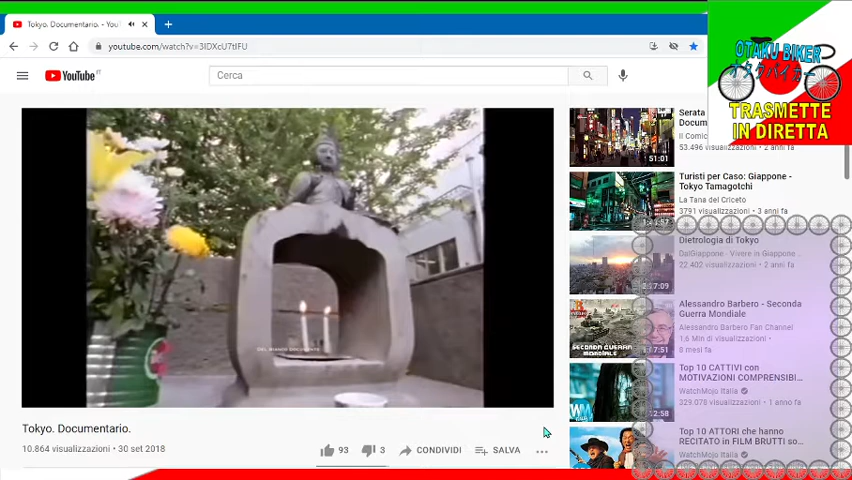 Tokyo. Documentario. - You
youtube.com/watch?v=3IDXcU7tIFU
OTAKU BIKER
オタクバイカー
TRASMETTE
IN DIRETTA
YouTube IT
Cerca
Serata
Docum
Il Comic
53.496 visualizzazioni • 2 anni fa
51:01
Turisti per Caso: Giappone -
Tokyo Tamagotchi
La Tana del Criceto
3791 visualizzazioni • 3 anni fa
Dietrologia di Tokyo
DalGiappone - Vivere in Giappone
22.402 visualizzazioni • 2 anni fa
2:17:09
Alessandro Barbero - Seconda
Guerra Mondiale
Alessandro Barbero Fan Channel
1,6 Mln di visualizzazioni •
8 mesi fa
SECONDA GUERRA
MONDIALE
Top 10 CATTIVI con
MOTIVAZIONI COMPRENSIBI...
WatchMojo Italia
329.078 visualizzazioni • 1 anno fa
12:58
Top 10 ATTORI che hanno
RECITATO in FILM BRUTTI so...
WatchMojo Italia
Tokyo. Documentario.
10.864 visualizzazioni • 30 set 2018
93
3
CONDIVIDI
SALVA